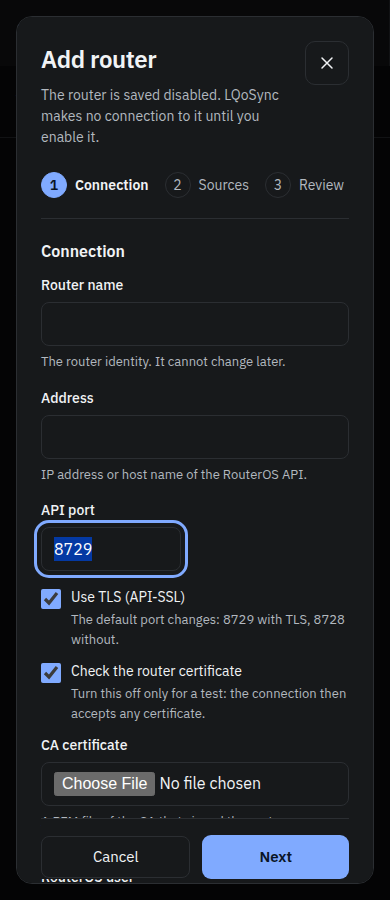 Add router
The router is saved disabled. LQoSync
makes no connection to it until you
enable it.
1 Connection 2 Sources 3 Review
Connection
Router name
The router identity. It cannot change later.
Address
IP address or host name of the RouterOS API.
API port
8729
Use TLS (API-SSL)
The default port changes: 8729 with TLS, 8728
without.
Check the router certificate
Turn this off only for a test: the connection then
accepts any certificate.
CA certificate
Choose File No file chosen
Cancel Next
RouterOS user